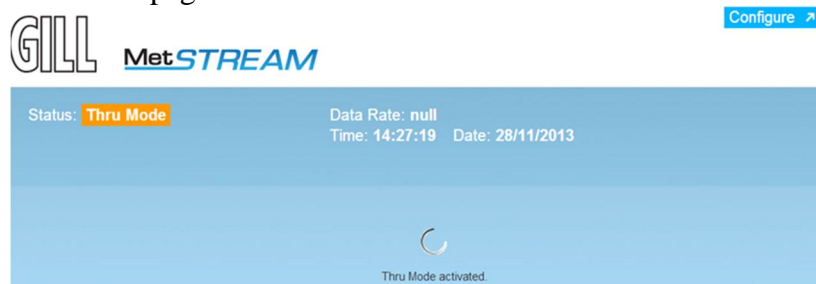 Configure
GILL MetSTREAM
Status: Thru Mode
Data Rate: null
Time: 14:27:19 Date: 28/11/2013
Thru Mode activated.